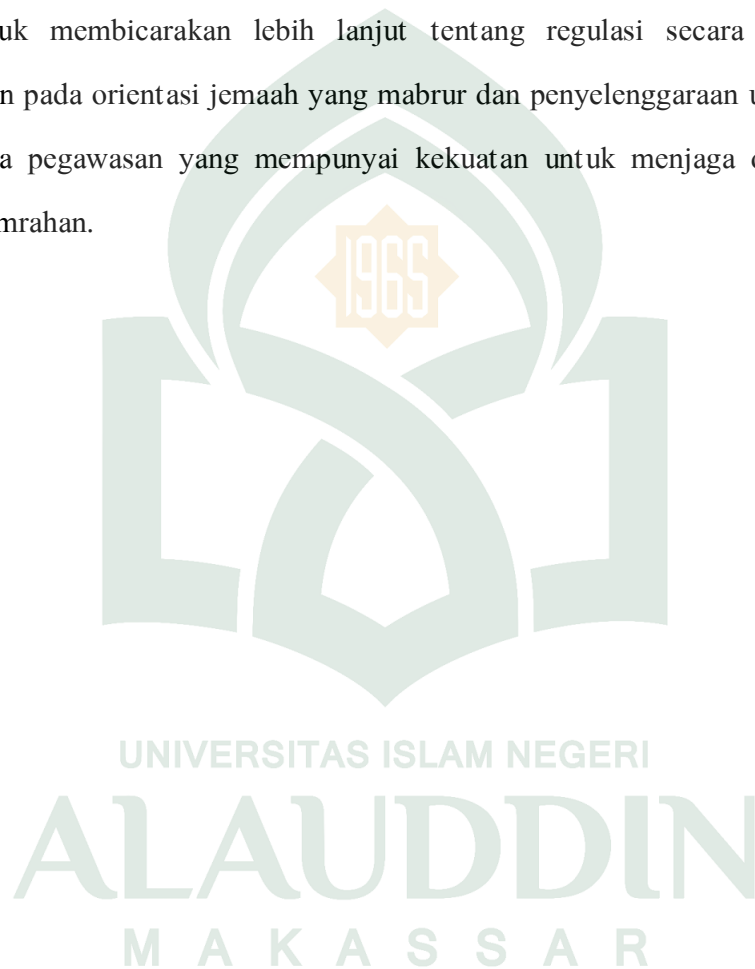 uk membicarakan lebih lanjut tentang regulasi secara
n pada orientasi jemaah yang mabrur dan penyelenggaraan u
a pegawasan yang mempunyai kekuatan untuk menjaga
mrahan.
1965
UNIVERSITAS ISLAM NEGERI
ALAUDDIN
MAKASSAR